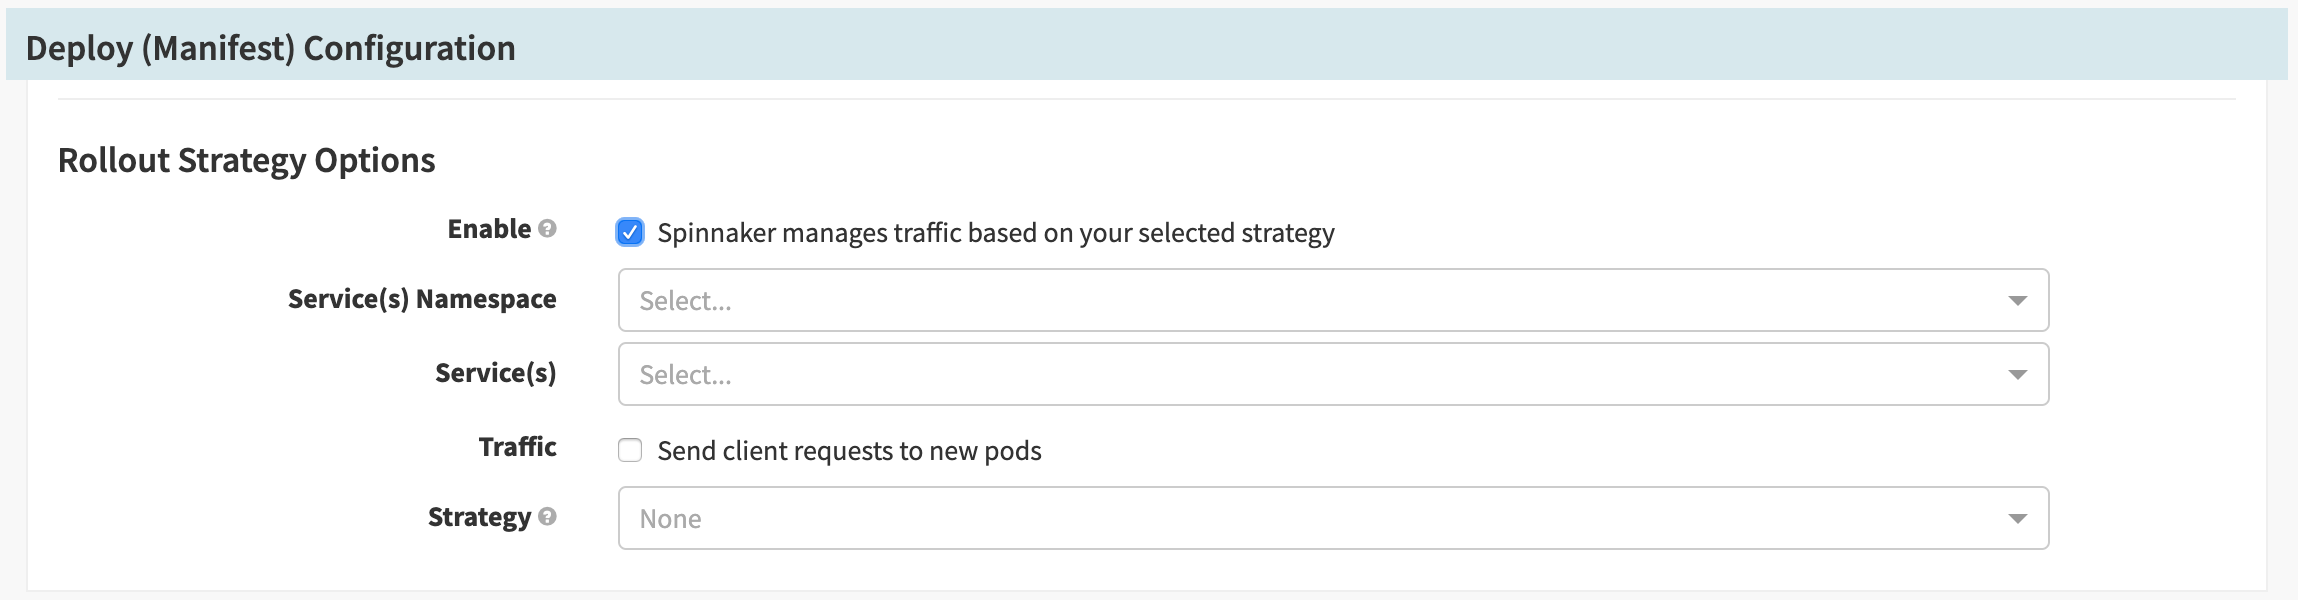 Deploy (Manifest) Configuration
Rollout Strategy Options
Enable ? Spinnaker manages traffic based on your selected strategy
Service(s) Namespace Select...
Service(s) Select...
Traffic Send client requests to new pods
Strategy ? None